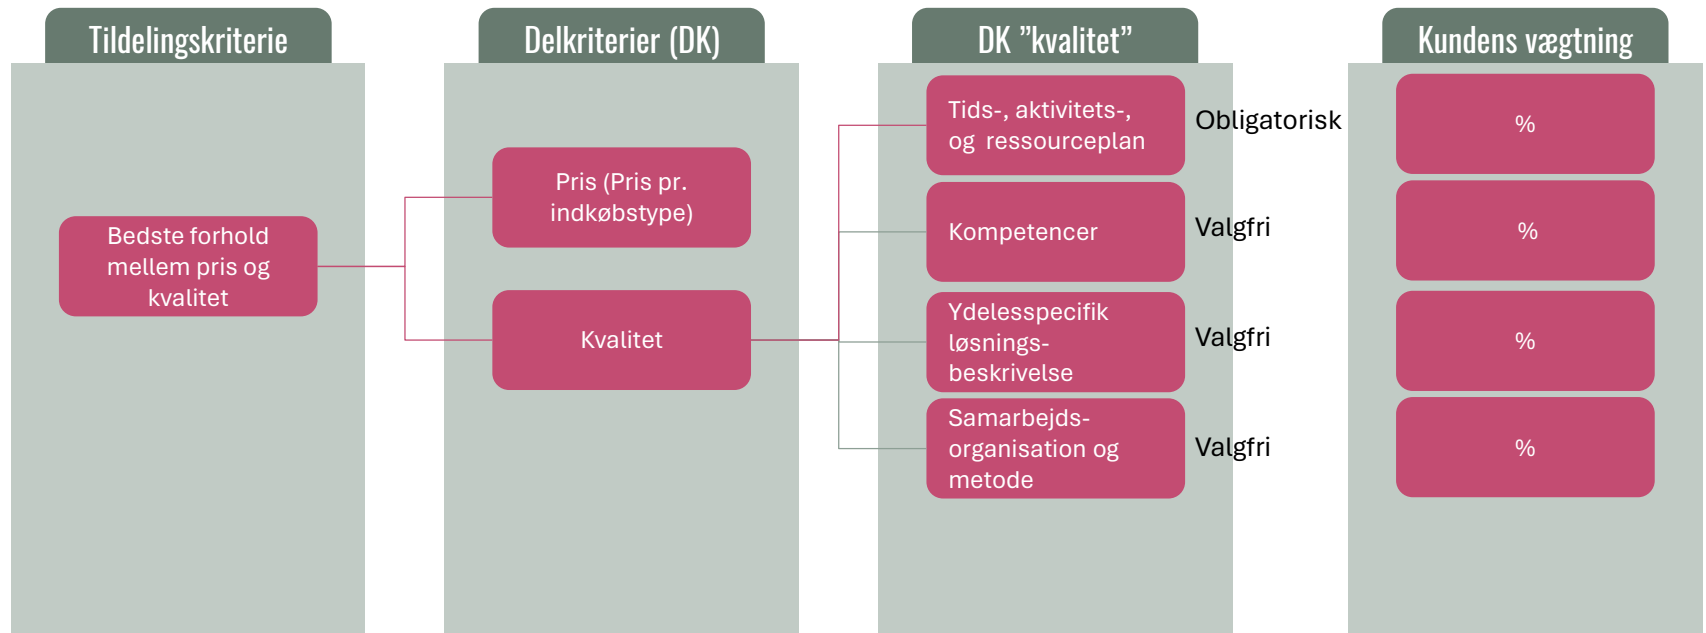 Tildelingskriterie
Delkriterier (DK)
DK ”kvalitet”
Kundens vægtning
Bedste forhold
mellem pris og
kvalitet
Pris (Pris pr.
indkøbstype)
Kvalitet
Tids-, aktivitets-,
og ressourceplan
Obligatorisk
%
Kompetencer
Valgfri
%
Ydelesspecifik
løsnings-
beskrivelse
Valgfri
%
Samarbejds-
organisation og
metode
Valgfri
%